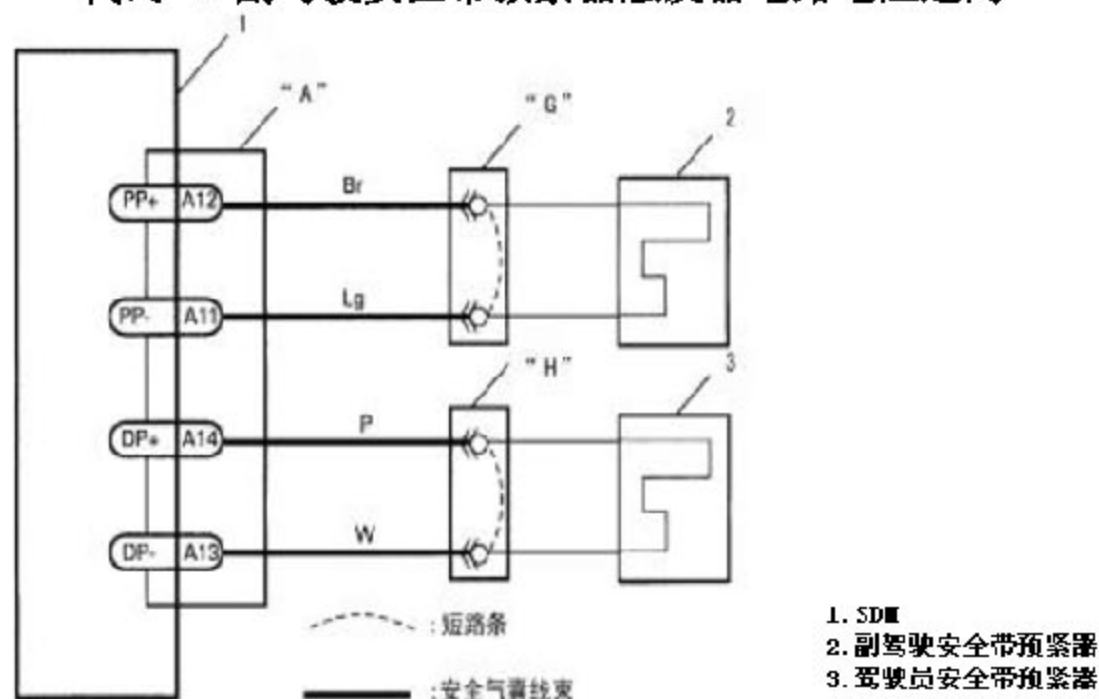 1
"A"
"G"
2
PP+ A12
Br
PP- A11
Lg
"H"
3
DP+ A14
P
DP- A13
W
:短路条
:安全气囊线束
1. SDM
2. 副驾驶安全带预紧器
3. 驾驶员安全带预紧器